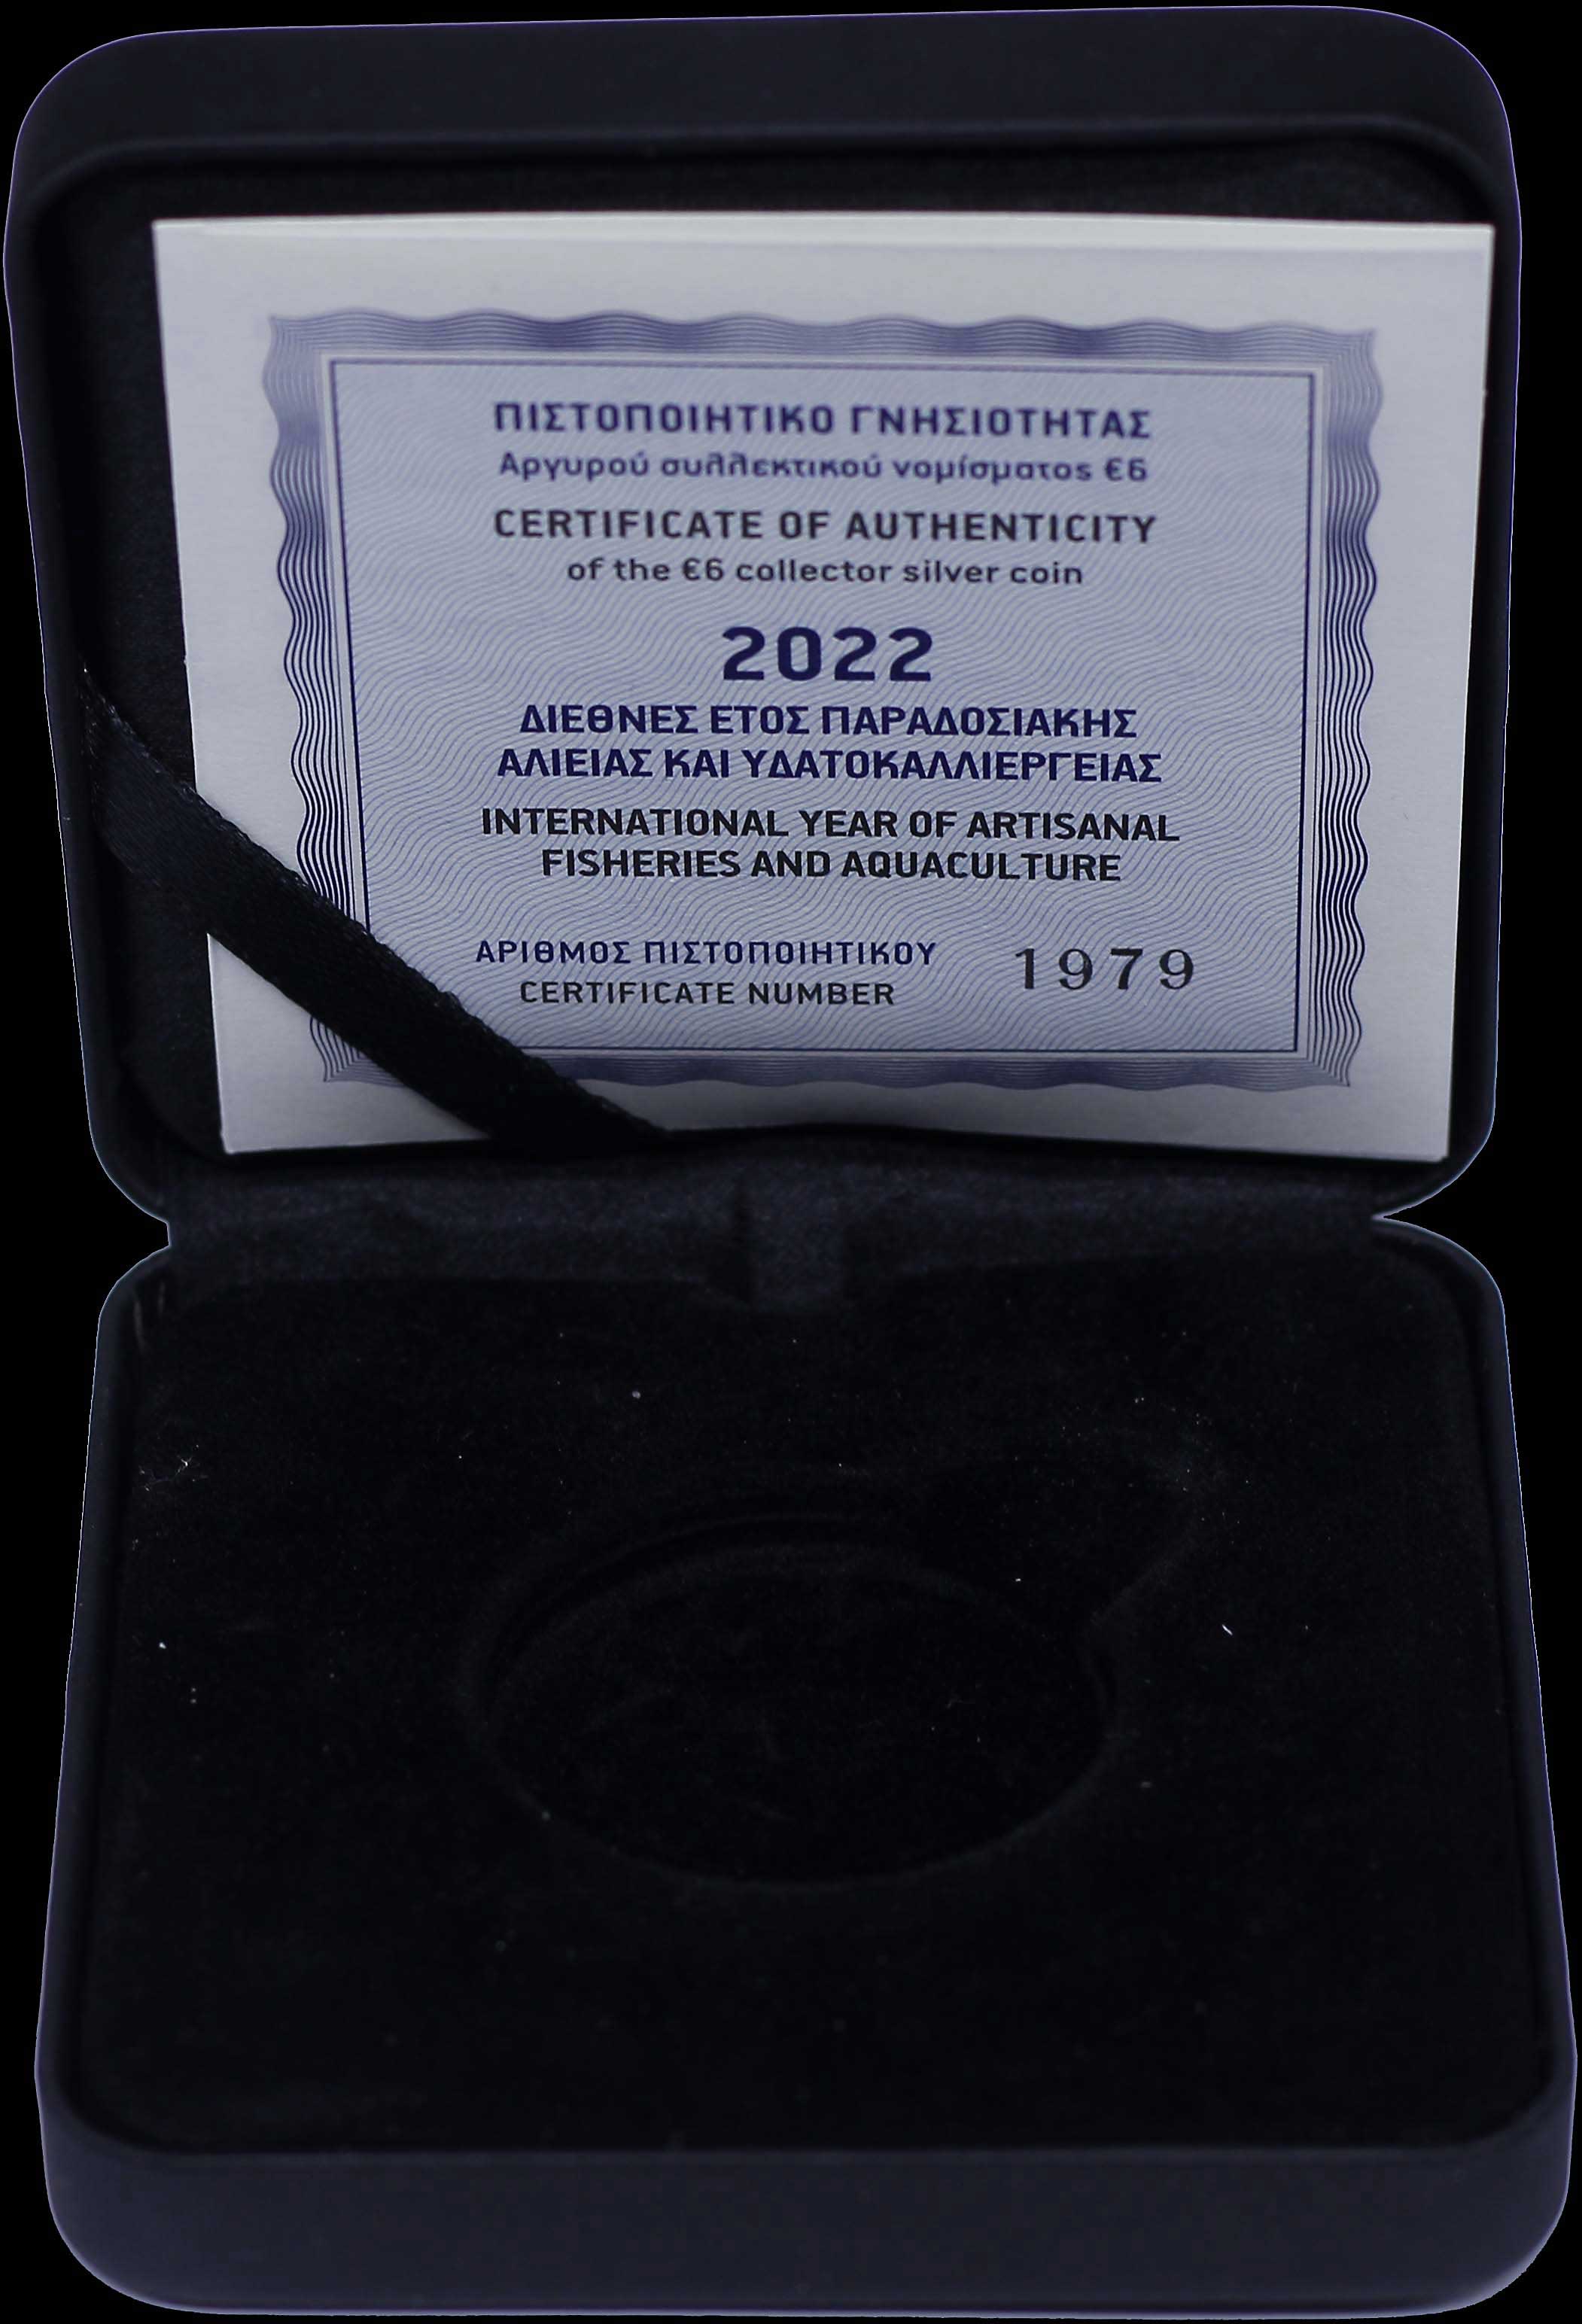 ΠΙΣΤΟΠΟΙΗΤΙΚΟ ΓΝΗΣΙΟΤΗΤΑΣ
Αργυρού συλλεκτικού νομίσματος €6
CERTIFICATE OF AUTHENTICITY
of the €6 collector silver coin
2022
ΔΙΕΘΝΕΣ ΕΤΟΣ ΠΑΡΑΔΟΣΙΑΚΗΣ
ΑΛΙΕΙΑΣ ΚΑΙ ΥΔΑΤΟΚΑΛΛΙΕΡΓΕΙΑΣ
INTERNATIONAL YEAR OF ARTISANAL
FISHERIES AND AQUACULTURE
ΑΡΙΘΜΟΣ ΠΙΣΤΟΠΟΙΗΤΙΚΟΥ 1979
CERTIFICATE NUMBER